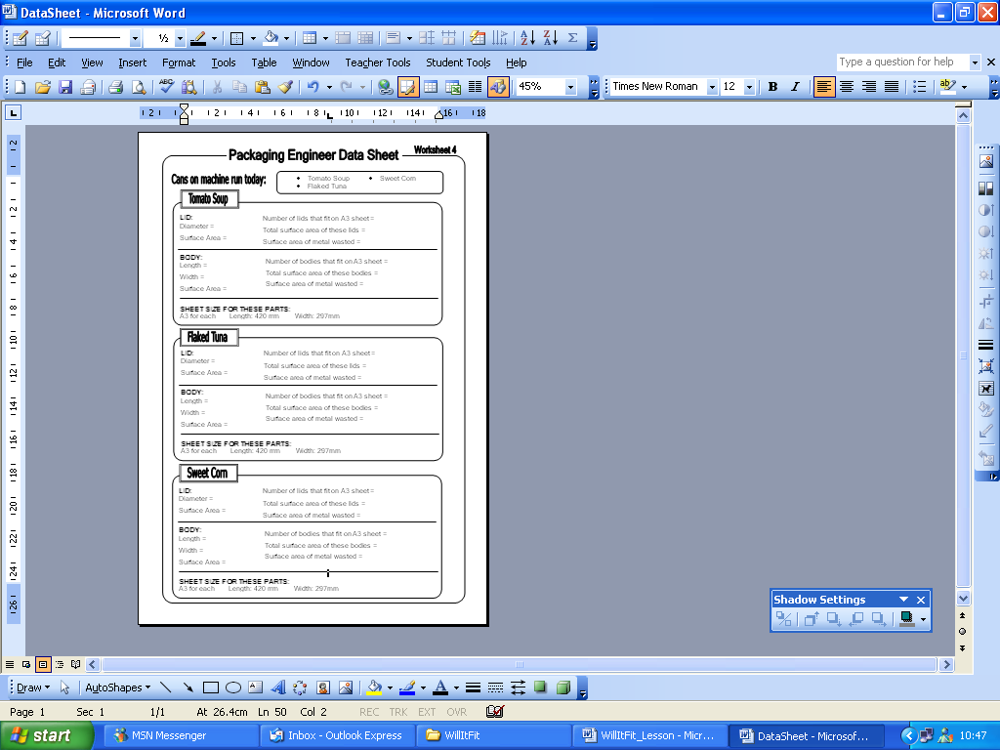 DataSheet - Microsoft Word
½
File Edit View Insert Format Tools Table Window Teacher Tools Student Tools Help Type a question for help
45% Times New Roman 12 B I
2 2 4 6 8 10 12 14 16 18
Packaging Engineer Data Sheet Worksheet 4
Cans on machine run today:
• Tomato Soup • Sweet Corn
• Flaked Tuna
Tomato Soup
LID: Number of lids that fit on A3 sheet =
Diameter =
Total surface area of these lids =
Surface Area =
Surface area of metal wasted =
BODY: Number of bodies that fit on A3 sheet =
Length =
Width = Total surface area of these bodies =
Surface Area = Surface area of metal wasted =
SHEET SIZE FOR THESE PARTS:
A3 for each Length: 420 mm Width: 297mm
Flaked Tuna
LID: Number of lids that fit on A3 sheet =
Diameter =
Total surface area of these lids =
Surface Area =
Surface area of metal wasted =
BODY: Number of bodies that fit on A3 sheet =
Length =
Width = Total surface area of these bodies =
Surface Area = Surface area of metal wasted =
SHEET SIZE FOR THESE PARTS:
A3 for each Length: 420 mm Width: 297mm
Sweet Corn
LID: Number of lids that fit on A3 sheet =
Diameter =
Total surface area of these lids =
Surface Area =
Surface area of metal wasted =
BODY: Number of bodies that fit on A3 sheet =
Length =
Width = Total surface area of these bodies =
Surface Area = Surface area of metal wasted =
SHEET SIZE FOR THESE PARTS:
A3 for each Length: 420 mm Width: 297mm
Shadow Settings
Draw AutoShapes
Page 1 Sec 1 1/1 At 26.4cm Ln 50 Col 2 REC TRK EXT OVR
start MSN Messenger Inbox - Outlook Express WillItFit WillItFit_Lesson - Micr... DataSheet - Microsof... 10:47